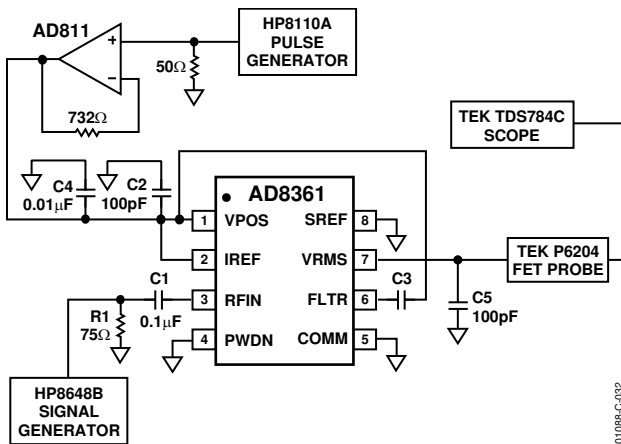 AD811
HP8110A
PULSE
GENERATOR
+
–
50Ω
732Ω
TEK TDS784C
SCOPE
C4
0.01μF
C2
100pF
AD8361
1 VPOS
SREF 8
2 IREF
VRMS 7
TEK P6204
FET PROBE
C1
0.1μF
3 RFIN
FLTR 6
C3
C5
100pF
R1
75Ω
4 PWDN
COMM 5
HP8648B
SIGNAL
GENERATOR
01088-C-032